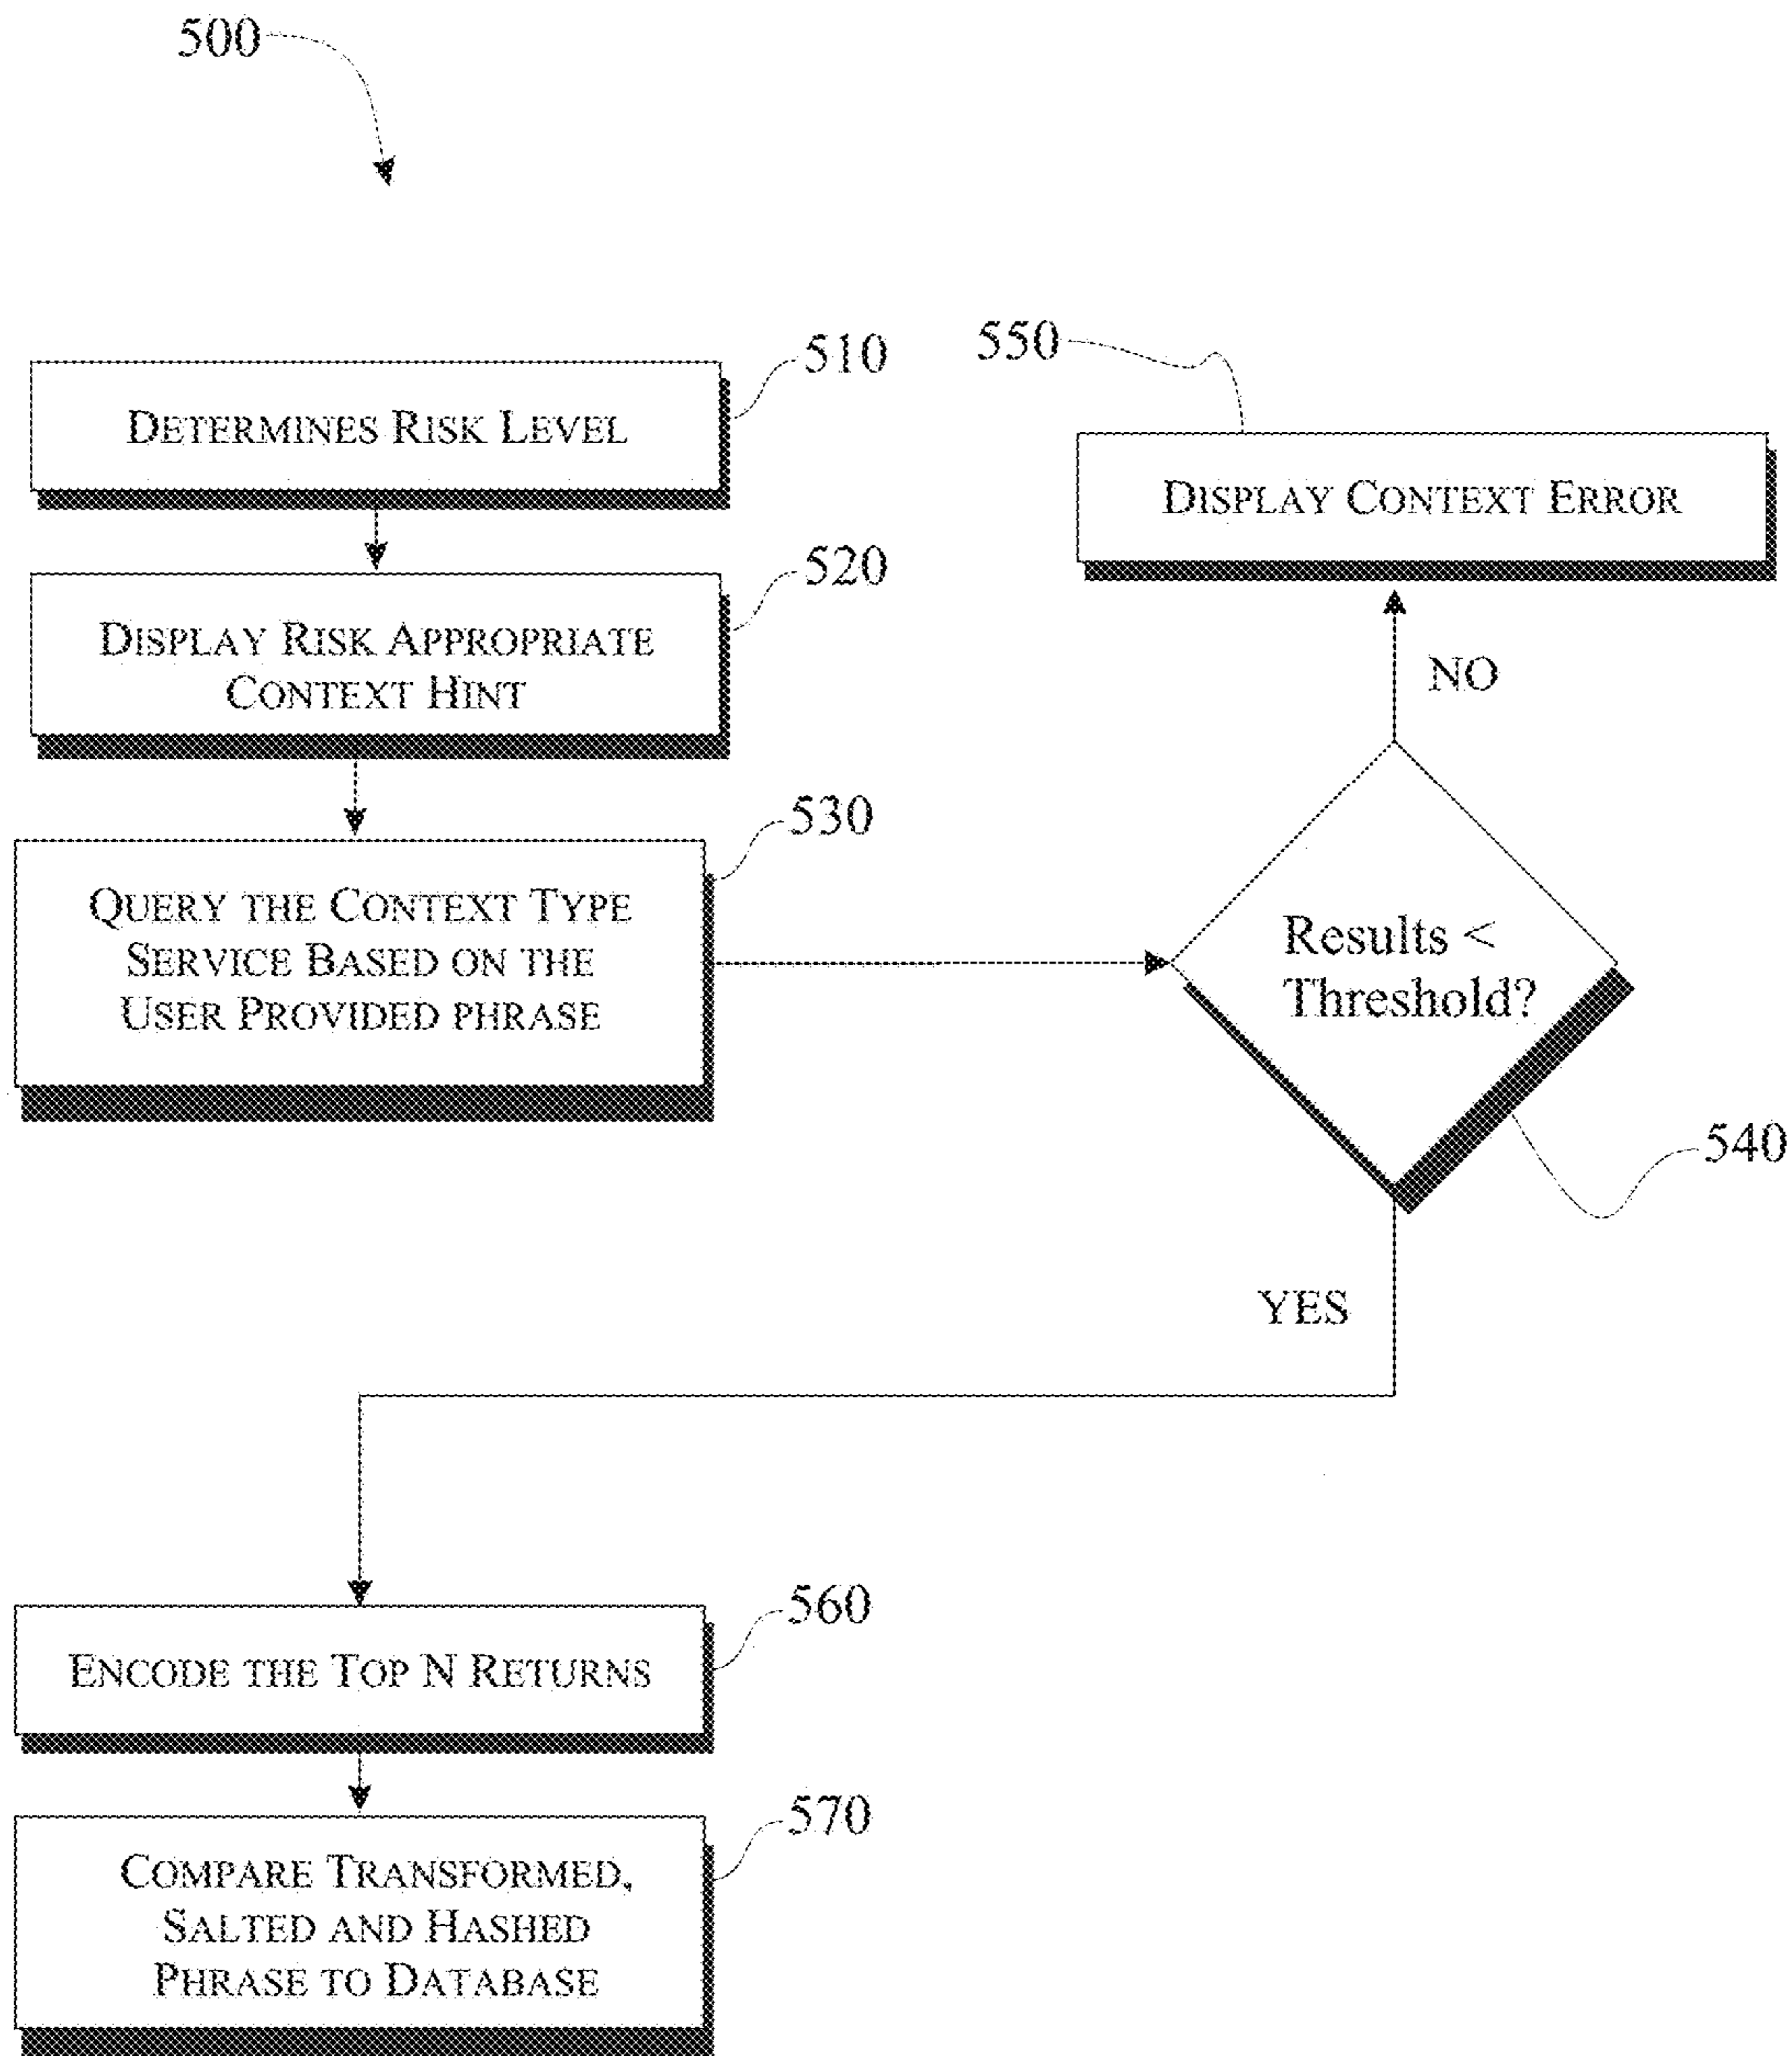 500
510
DETERMINES RISK LEVEL
550
DISPLAY CONTEXT ERROR
520
DISPLAY RISK APPROPRIATE
CONTEXT HINT
NO
530
QUERY THE CONTEXT TYPE
SERVICE BASED ON THE
USER PROVIDED PHRASE
Results <
Threshold?
540
YES
560
ENCODE THE TOP N RETURNS
570
COMPARE TRANSFORMED,
SALTED AND HASHED
PHRASE TO DATABASE